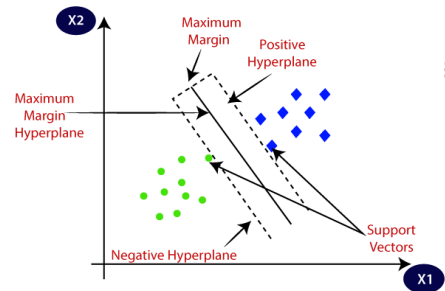 X2
Maximum
Margin
Positive
Hyperplane
Maximum
Margin
Hyperplane
Support
Vectors
Negative Hyperplane
X1